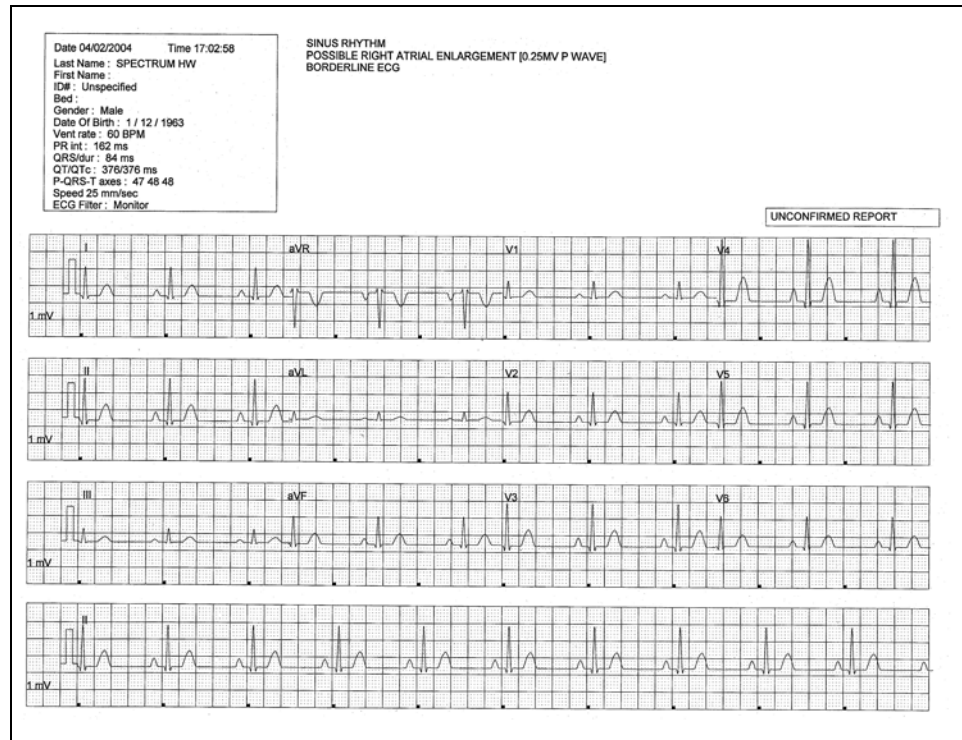 Date 04/02/2004 Time 17:02:58
Last Name : SPECTRUM HW
First Name :
ID# : Unspecified
Bed :
Gender : Male
Date Of Birth : 1 / 12 / 1963
Vent rate : 60 BPM
PR int : 162 ms
QRS/dur : 84 ms
QT/QTc : 376/376 ms
P-QRS-T axes : 47 48 48
Speed 25 mm/sec
ECG Filter : Monitor
SINUS RHYTHM
POSSIBLE RIGHT ATRIAL ENLARGEMENT [0.25MV P WAVE]
BORDERLINE ECG
UNCONFIRMED REPORT
I aVR V1 V4
1 mV
II aVL V2 V5
1 mV
III aVF V3 V6
1 mV
II
1 mV